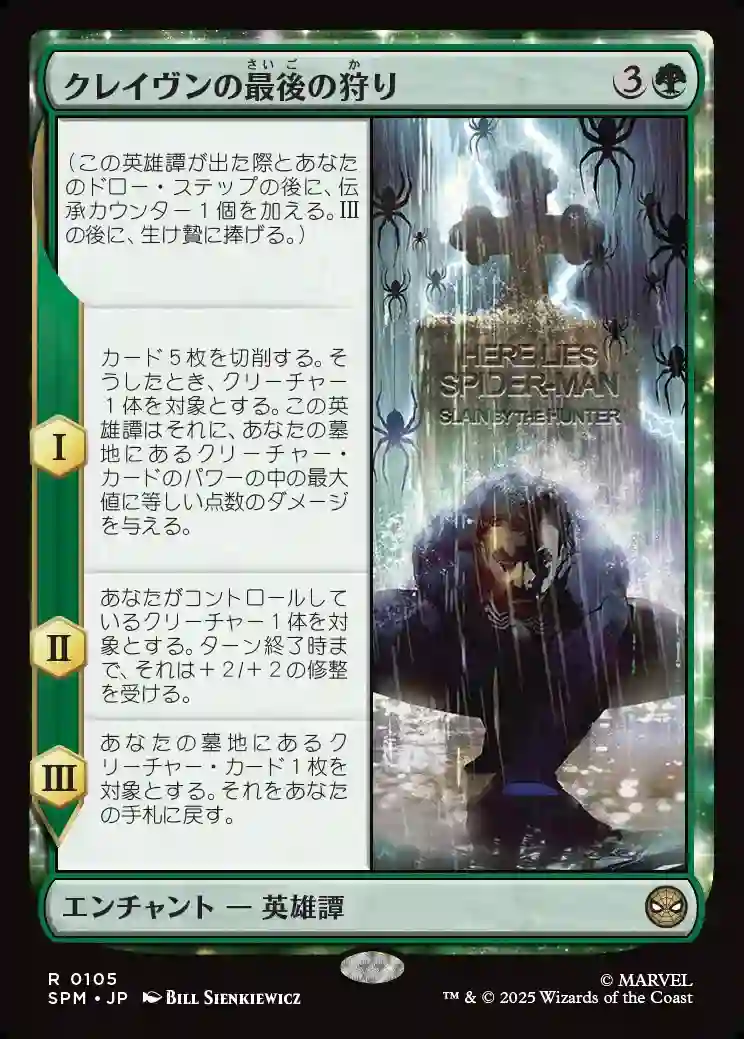 クレイヴンの最後の狩り
さいご か
3
(この英雄譚が出た際とあなた
のドロー・ステップの後に、伝
承カウンター1個を加える。Ⅲ
の後に、生け贄に捧げる。)
I
カード5枚を切削する。そ
うしたとき、クリーチャー
1体を対象とする。この英
雄譚はそれに、あなたの墓
地にあるクリーチャー・
カードのパワーの中の最大
値に等しい点数のダメージ
を与える。
II
あなたがコントロールして
いるクリーチャー1体を対
象とする。ターン終了時ま
で、それは+2/+2の修整
を受ける。
III
あなたの墓地にあるク
リーチャー・カード1枚を
対象とする。それをあなた
の手札に戻す。
HERE LIES
SPIDER-MAN
SLAIN BY THE HUNTER
エンチャント — 英雄譚
R 0105
SPM • JP BILL SIENKIEWICZ
© MARVEL
™ & © 2025 Wizards of the Coast